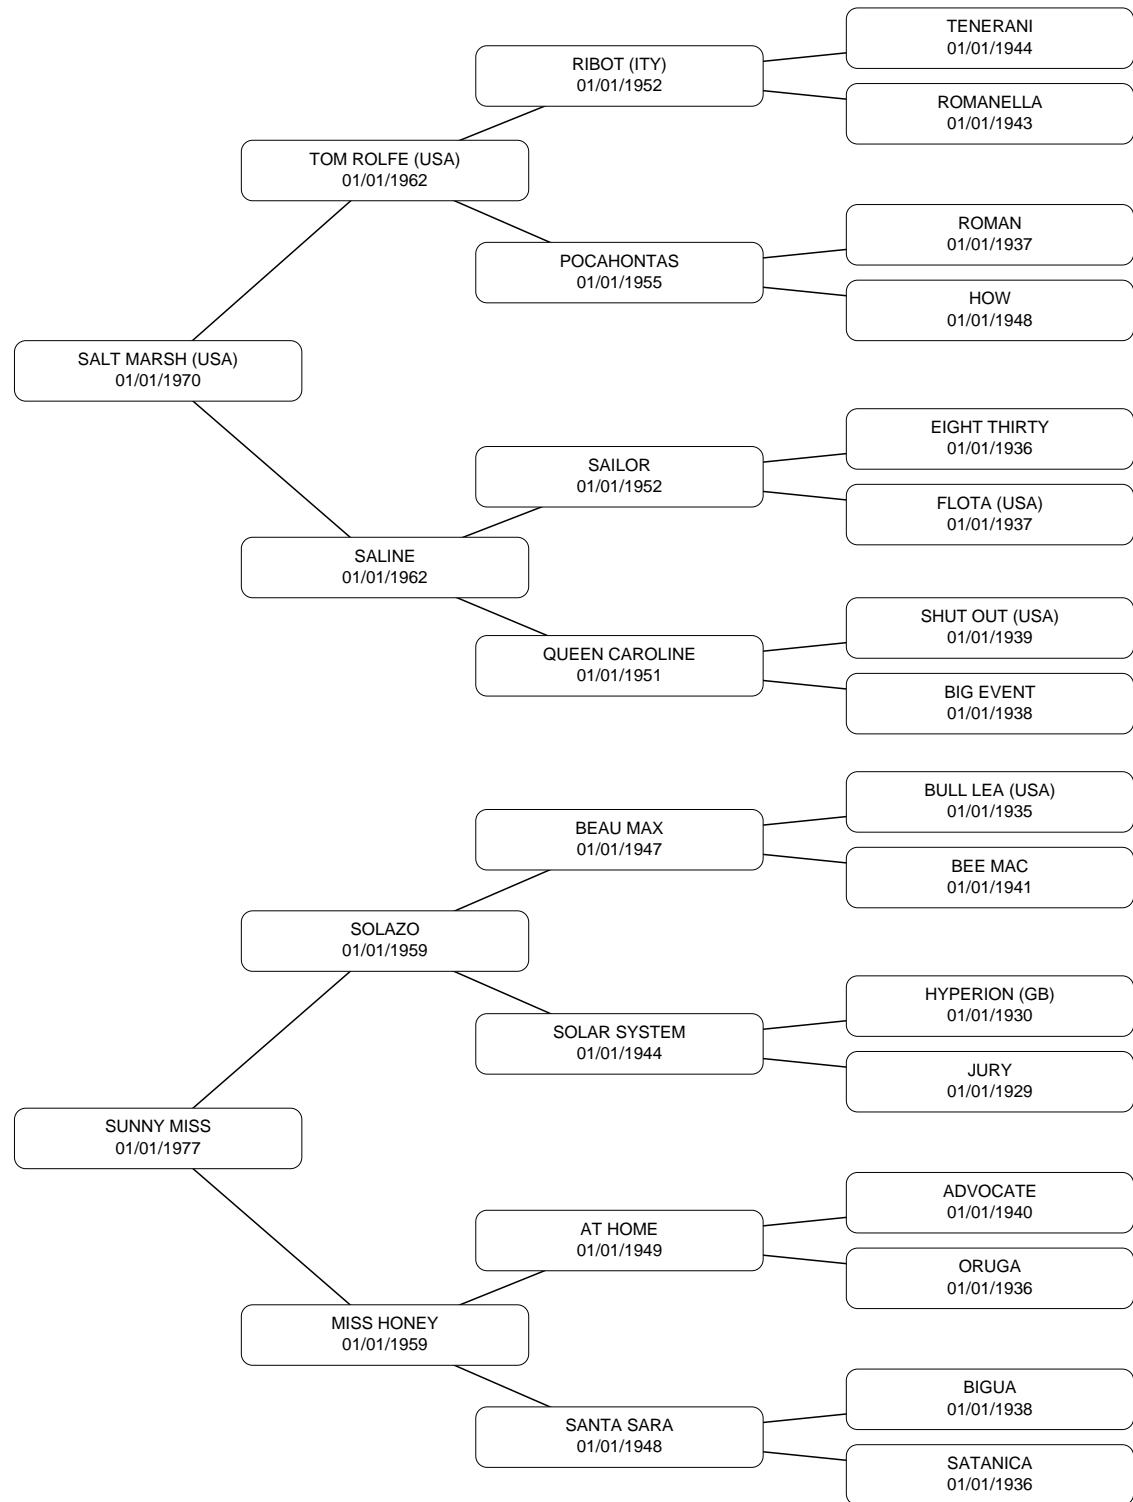 TENERANI
01/01/1944
RIBOT (ITY)
01/01/1952
ROMANELLA
01/01/1943
TOM ROLFE (USA)
01/01/1962
ROMAN
01/01/1937
POCAHONTAS
01/01/1955
HOW
01/01/1948
SALT MARSH (USA)
01/01/1970
EIGHT THIRTY
01/01/1936
SAILOR
01/01/1952
FLOTA (USA)
01/01/1937
SALINE
01/01/1962
SHUT OUT (USA)
01/01/1939
QUEEN CAROLINE
01/01/1951
BIG EVENT
01/01/1938
BULL LEA (USA)
01/01/1935
BEAU MAX
01/01/1947
BEE MAC
01/01/1941
SOLAZO
01/01/1959
HYPERION (GB)
01/01/1930
SOLAR SYSTEM
01/01/1944
JURY
01/01/1929
SUNNY MISS
01/01/1977
ADVOCATE
01/01/1940
AT HOME
01/01/1949
ORUGA
01/01/1936
MISS HONEY
01/01/1959
BIGUA
01/01/1938
SANTA SARA
01/01/1948
SATANICA
01/01/1936